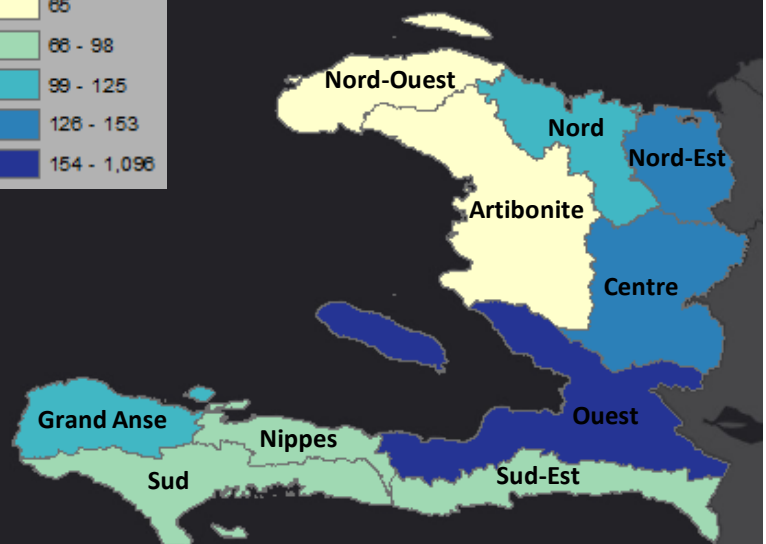 65
66 - 98
99 - 125
126 - 153
154 - 1,096
Nord-Ouest
Nord
Nord-Est
Artibonite
Centre
Grand Anse
Nippes
Ouest
Sud
Sud-Est